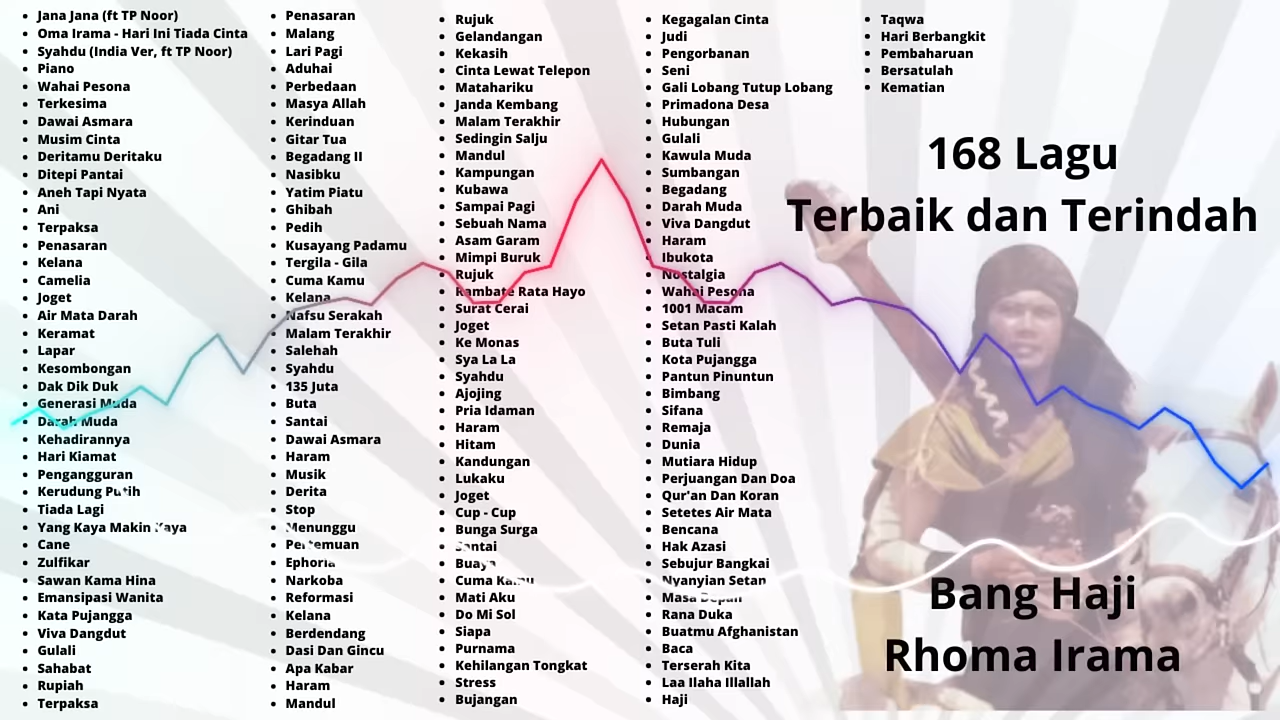 Jana Jana (ft TP Noor)
Oma Irama - Hari Ini Tiada Cinta
Syahdu (India Ver, ft TP Noor)
Piano
Wahai Pesona
Terkesima
Dawai Asmara
Musim Cinta
Deritamu Deritaku
Ditepi Pantai
Aneh Tapi Nyata
Ani
Terpaksa
Penasaran
Kelana
Camelia
Joget
Air Mata Darah
Keramat
Lapar
Kesombongan
Dak Dik Duk
Generasi Muda
Darah Muda
Kehadirannya
Hari Kiamat
Pengangguran
Kerudung Putih
Tiada Lagi
Yang Kaya Makin Kaya
Cane
Zulfikar
Sawan Kama Hina
Emansipasi Wanita
Kata Pujangga
Viva Dangdut
Gulali
Sahabat
Rupiah
Terpaksa
Penasaran
Malang
Lari Pagi
Aduhai
Perbedaan
Masya Allah
Kerinduan
Gitar Tua
Begadang II
Nasibku
Yatim Piatu
Ghibah
Pedih
Kusayang Padamu
Tergila - Gila
Cuma Kamu
Kelana
Nafsu Serakah
Malam Terakhir
Salehah
Syahdu
135 Juta
Buta
Santai
Dawai Asmara
Haram
Musik
Derita
Stop
Menunggu
Pertemuan
Ephoria
Narkoba
Reformasi
Kelana
Berdendang
Dasi Dan Gincu
Apa Kabar
Haram
Mandul
Rujuk
Gelandangan
Kekasih
Cinta Lewat Telepon
Matahariku
Janda Kembang
Malam Terakhir
Sedingin Salju
Mandul
Kampungan
Kubawa
Sampai Pagi
Sebuah Nama
Asam Garam
Mimpi Buruk
Rujuk
Rambate Rata Hayo
Surat Cerai
Joget
Ke Monas
Sya La La
Syahdu
Ajojing
Pria Idaman
Haram
Hitam
Kandungan
Lukaku
Joget
Cup - Cup
Bunga Surga
Santai
Buaya
Cuma Kamu
Mati Aku
Do Mi Sol
Siapa
Purnama
Kehilangan Tongkat
Stress
Bujangan
Kegagalan Cinta
Judi
Pengorbanan
Seni
Gali Lobang Tutup Lobang
Primadona Desa
Hubungan
Gulali
Kawula Muda
Sumbangan
Begadang
Darah Muda
Viva Dangdut
Haram
Ibukota
Nostalgia
Wahai Pesona
1001 Macam
Setan Pasti Kalah
Buta Tuli
Kota Pujangga
Pantun Pinuntun
Bimbang
Sifana
Remaja
Dunia
Mutiara Hidup
Perjuangan Dan Doa
Qur'an Dan Koran
Setetes Air Mata
Bencana
Hak Azasi
Sebujur Bangkai
Nyanyian Setan
Masa Depan
Rana Duka
Buatmu Afghanistan
Baca
Terserah Kita
Laa Ilaha Illallah
Haji
Taqwa
Hari Berbangkit
Pembaharuan
Bersatulah
Kematian
168 Lagu
Terbaik dan Terindah
Bang Haji
Rhoma Irama